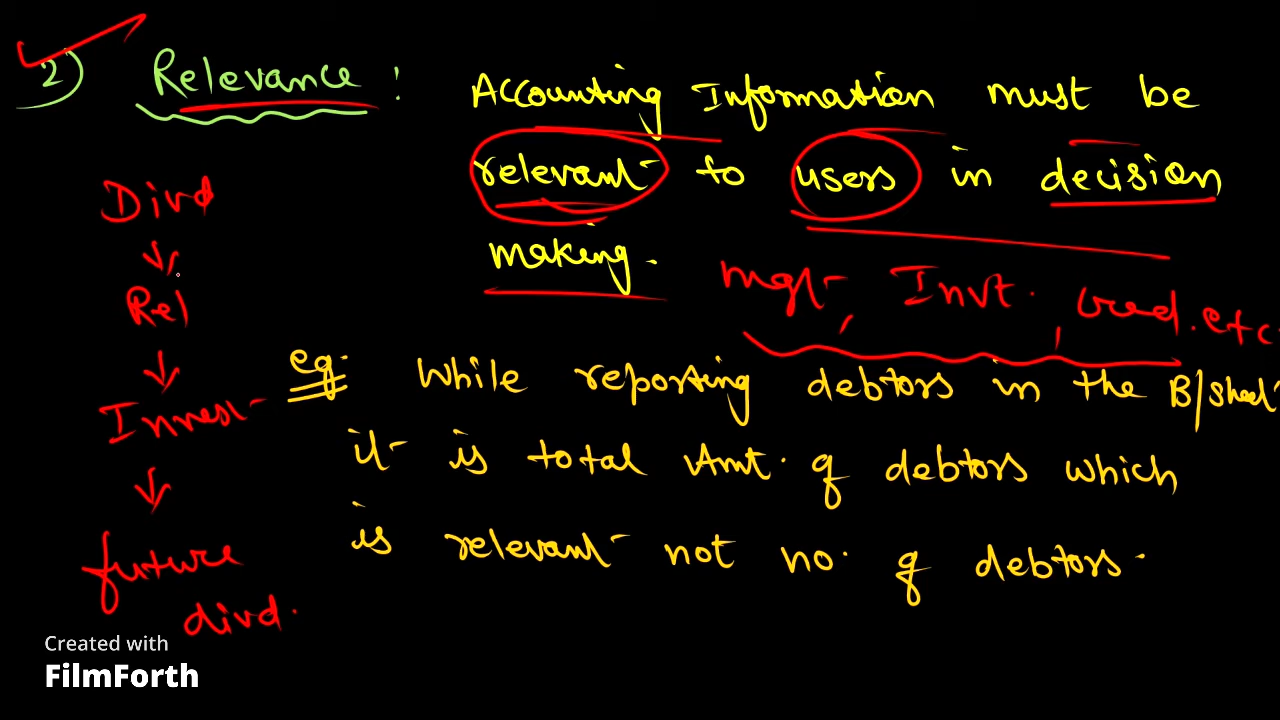 2) Relevance : Accounting Information must be
relevant to users in decision
making.
mgt, Invt., cred. etc.
Divd
Rel
Invest
future
divd.
eg. While reporting debtors in the B/Sheet
it is total Amt. of debtors which
is relevant not no. of debtors.
Created with
FilmForth